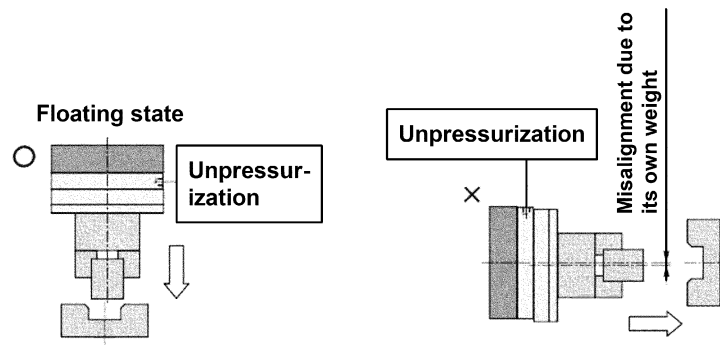 Floating state
Unpressur-
ization
Unpressurization
Misalignment due to
its own weight